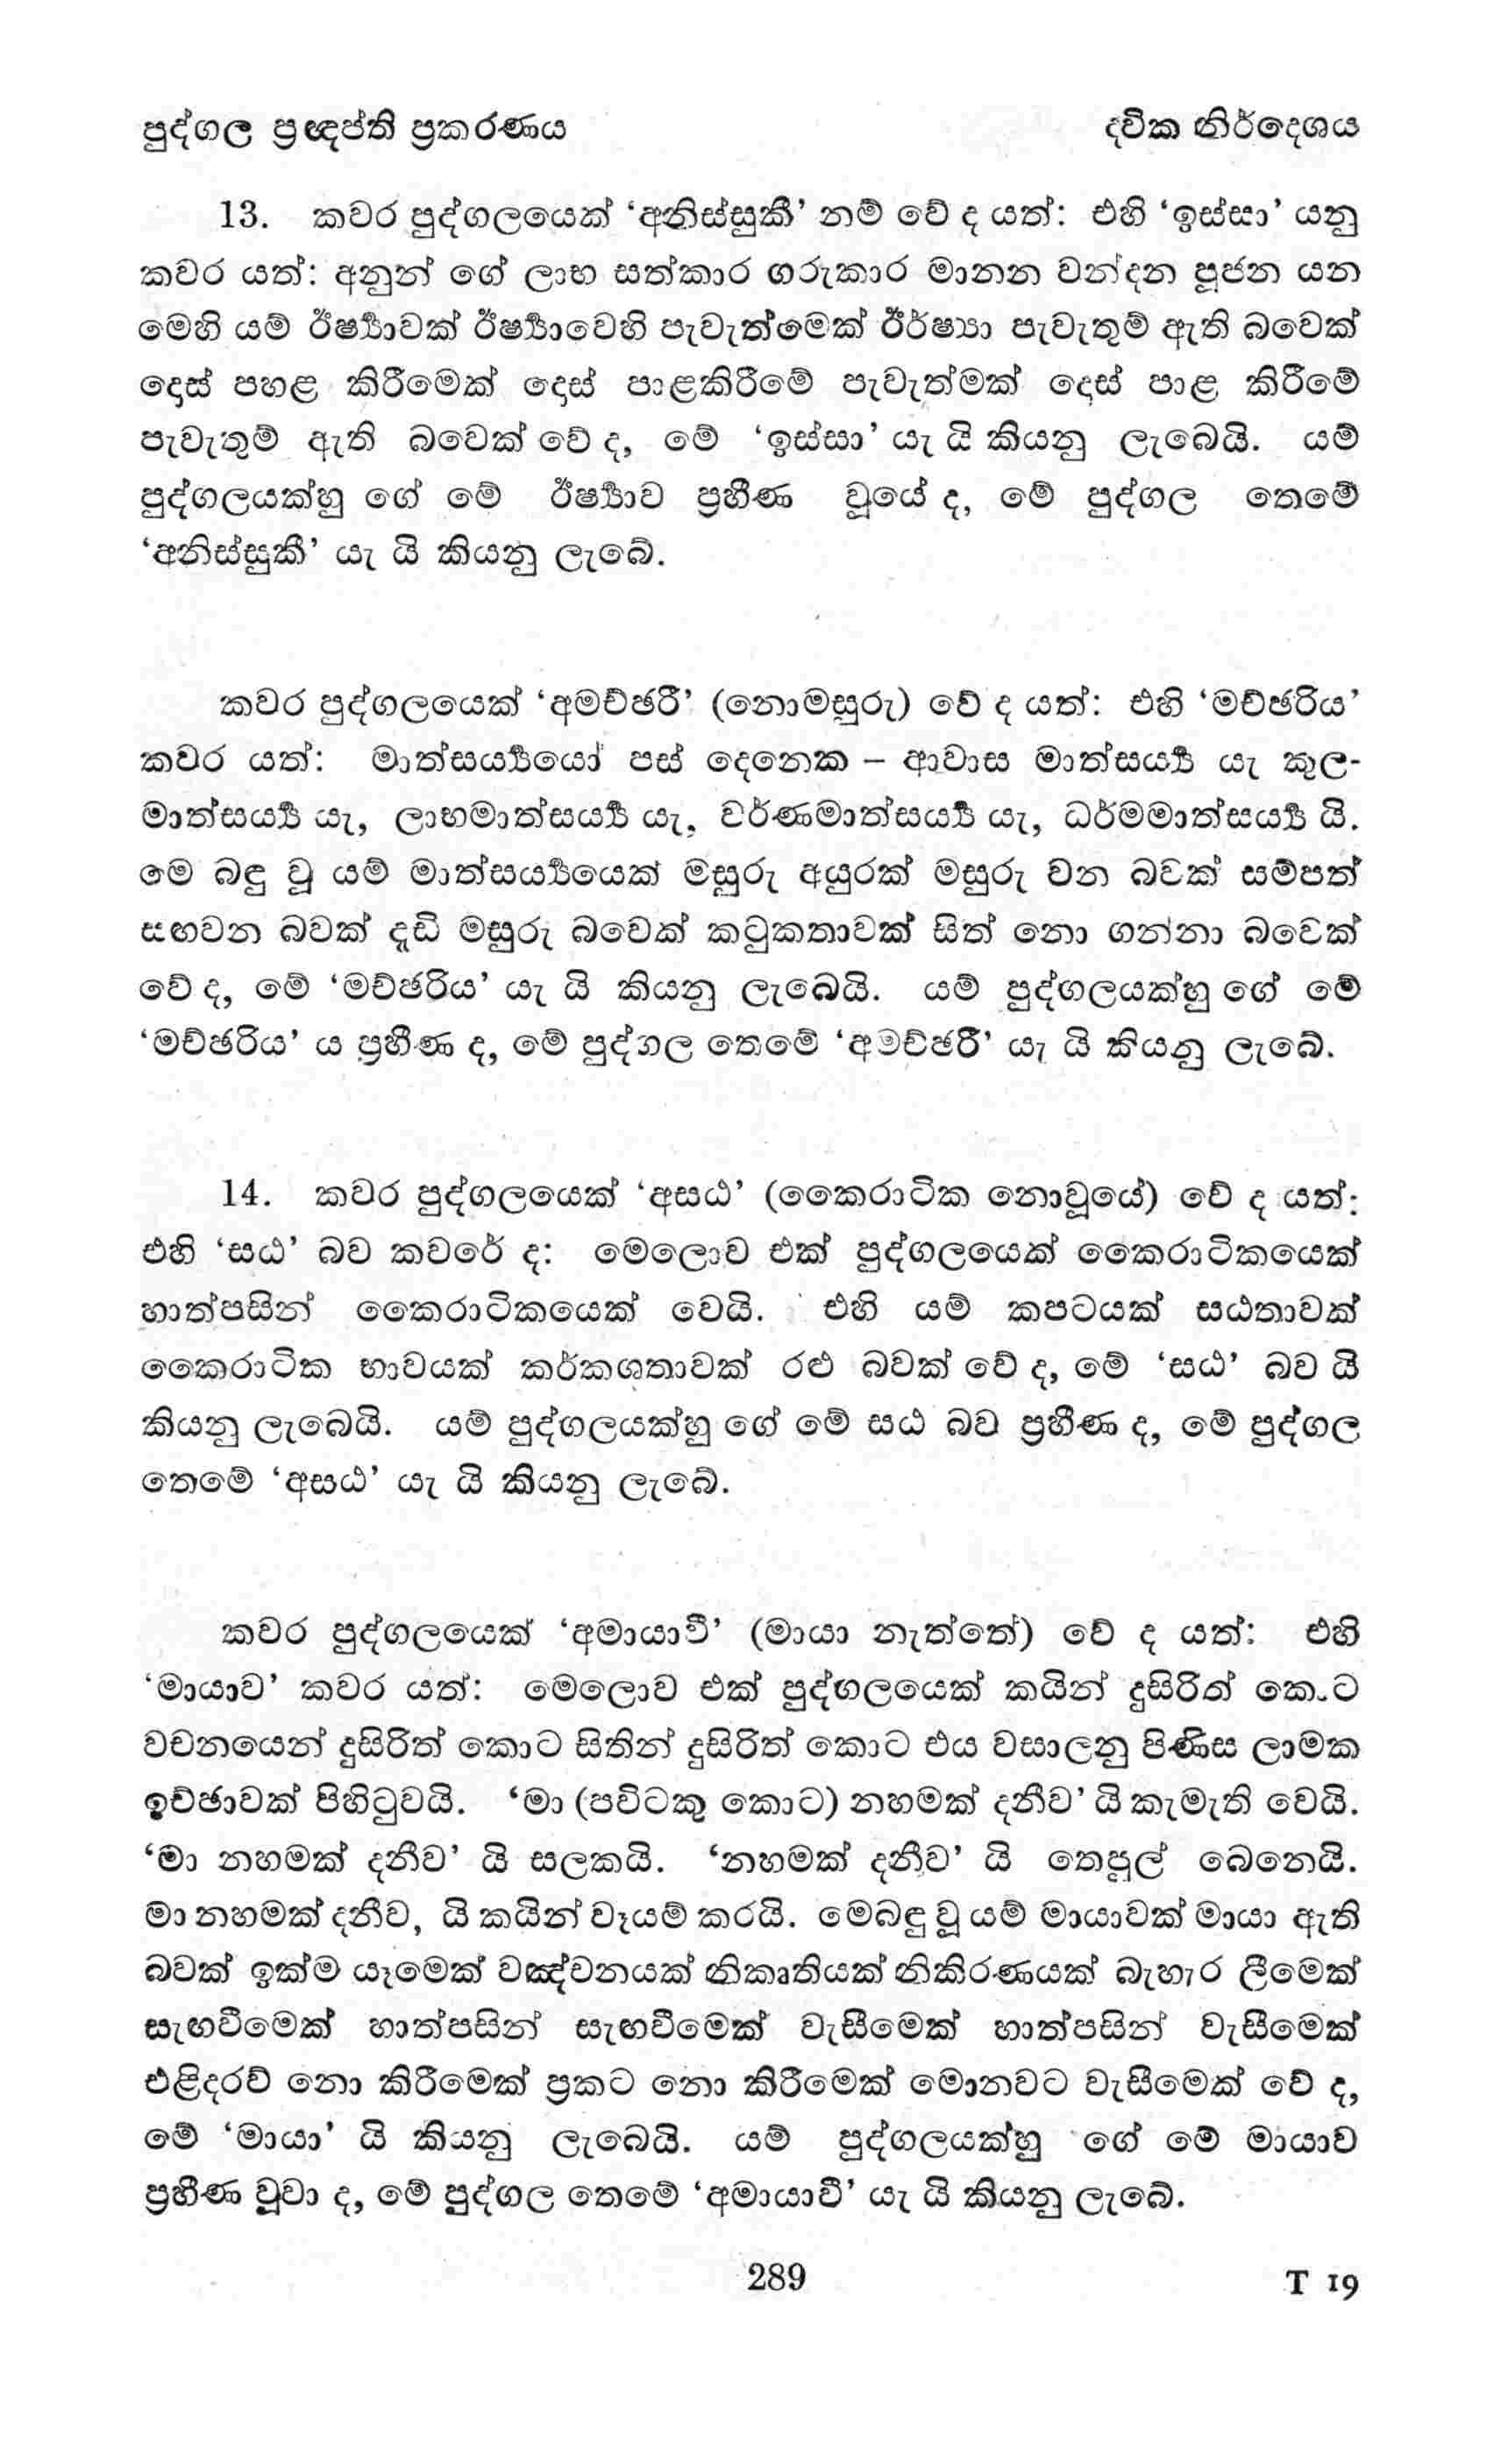 පුද්ගල ප්‍රඥප්ති ප්‍රකරණය
ද්වික නිර්දෙශය
13. කවර පුද්ගලයෙක් ‘අනිස්සුකී’ නම් වේ ද යත්: එහි ‘ඉස්සා’ යනු
කවර යත්: අනුන් ගේ ලාභ සත්කාර ගරුකාර මානන වන්දන පූජන යන
මෙහි යම් ඊර්ෂ්‍යාවක් ඊර්ෂ්‍යාවෙහි පැවැත්මෙක් ඊර්ෂ්‍යා පැවැතුම් ඇති බවෙක්
දොස් පහළ කිරීමෙක් දොස් පාළකිරීමේ පැවැත්මක් දොස් පාළ කිරීමේ
පැවැතුම් ඇති බවෙක් වේ ද, මේ ‘ඉස්සා’ යැ යි කියනු ලැබෙයි. යම්
පුද්ගලයක්හු ගේ මේ ඊර්ෂ්‍යාව ප්‍රහීණ වූයේ ද, මේ පුද්ගල තෙමේ
‘අනිස්සුකී’ යැ යි කියනු ලැබේ.
කවර පුද්ගලයෙක් ‘අමච්ඡරී’ (නොමසුරු) වේ ද යත්: එහි ‘මච්ඡරිය’
කවර යත්: මාත්සර්‍ය්‍යයෝ පස් දෙනෙක – ආවාස මාත්සර්‍ය්‍ය යැ කුල-
මාත්සර්‍ය්‍ය යැ, ලාභමාත්සර්‍ය්‍ය යැ, වර්ණමාත්සර්‍ය්‍ය යැ, ධර්මමාත්සර්‍ය්‍ය යි.
මෙ බඳු වූ යම් මාත්සර්‍ය්‍යයෙක් මසුරු අයුරක් මසුරු වන බවක් සම්පත්
සඟවන බවක් දැඩි මසුරු බවෙක් කටුකතාවක් සිත් නො ගන්නා බවෙක්
වේ ද, මේ ‘මච්ඡරිය’ යැ යි කියනු ලැබෙයි. යම් පුද්ගලයක්හු ගේ මේ
‘මච්ඡරිය’ ය ප්‍රහීණ ද, මේ පුද්ගල තෙමේ ‘අමච්ඡරී’ යැ යි කියනු ලැබේ.
14. කවර පුද්ගලයෙක් ‘අසඨ’ (කෛරාටික නොවූයේ) වේ ද යත්:
එහි ‘සඨ’ බව කවරේ ද: මෙලොව එක් පුද්ගලයෙක් කෛරාටිකයෙක්
හාත්පසින් කෛරාටිකයෙක් වෙයි. එහි යම් කපටයක් සඨතාවක්
කෛරාටික භාවයක් කර්කශතාවක් රළු බවක් වේ ද, මේ ‘සඨ’ බව යි
කියනු ලැබෙයි. යම් පුද්ගලයක්හු ගේ මේ සඨ බව ප්‍රහීණ ද, මේ පුද්ගල
තෙමේ ‘අසඨ’ යැ යි කියනු ලැබේ.
කවර පුද්ගලයෙක් ‘අමායාවී’ (මායා නැත්තේ) වේ ද යත්: එහි
‘මායාව’ කවර යත්: මෙලොව එක් පුද්ගලයෙක් කයින් දුසිරිත් කොට
වචනයෙන් දුසිරිත් කොට සිතින් දුසිරිත් කොට එය වසාලනු පිණිස ලාමක
ඉච්ඡාවක් පිහිටුවයි. ‘මා (පවිටකු කොට) නහමක් දනීව’ යි කැමැති වෙයි.
‘මා නහමක් දනීව’ යි සලකයි. ‘නහමක් දනීව’ යි තෙපුල් බෙනෙයි.
මා නහමක් දනීව, යි කයින් වෑයම් කරයි. මෙබඳු වූ යම් මායාවක් මායා ඇති
බවක් ඉක්ම යෑමෙක් වඤ්චනයක් නිකෘතියක් නිකිරණයක් බැහැර ලීමෙක්
සැඟවීමෙක් හාත්පසින් සැඟවීමෙක් වැසීමෙක් හාත්පසින් වැසීමෙක්
එළිදරව් නො කිරීමෙක් ප්‍රකට නො කිරීමෙක් මොනවට වැසීමෙක් වේ ද,
මේ ‘මායා’ යි කියනු ලැබෙයි. යම් පුද්ගලයක්හු ගේ මේ මායාව
ප්‍රහීණ වූවා ද, මේ පුද්ගල තෙමේ ‘අමායාවී’ යැ යි කියනු ලැබේ.
289
T 19